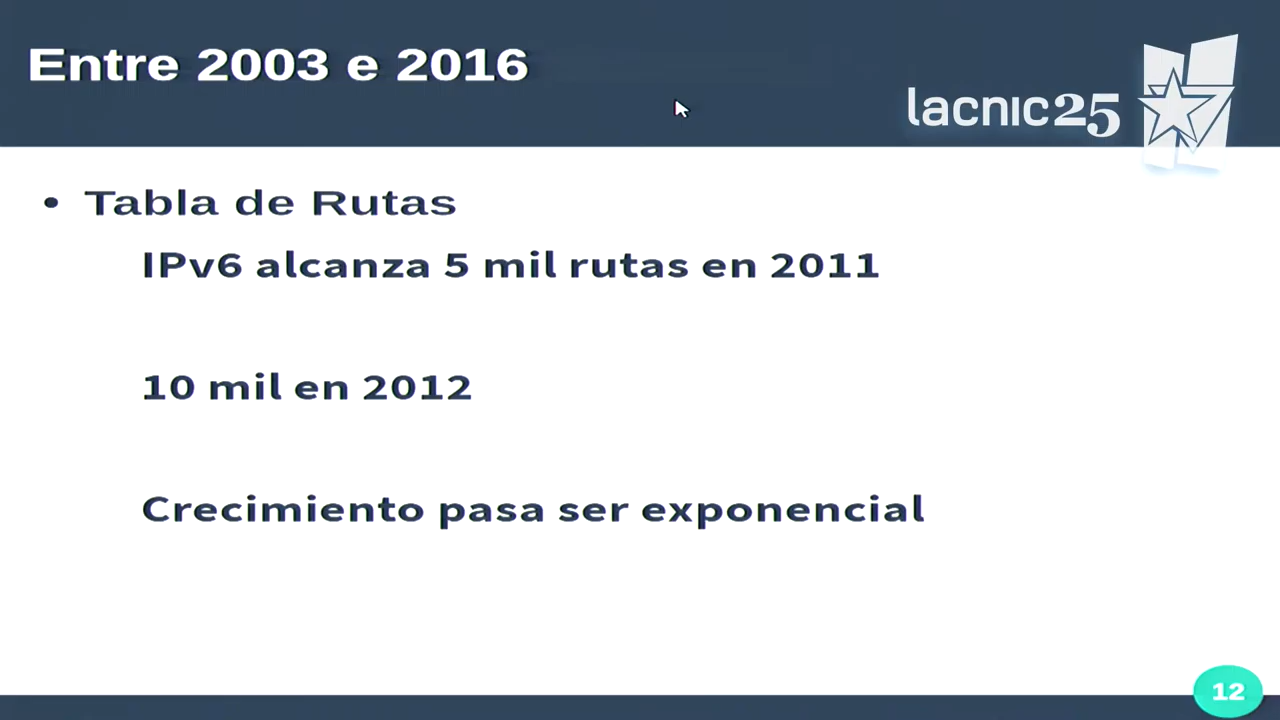 Entre 2003 e 2016
lacnic25
• Tabla de Rutas
IPv6 alcanza 5 mil rutas en 2011
10 mil en 2012
Crecimiento pasa ser exponencial
12